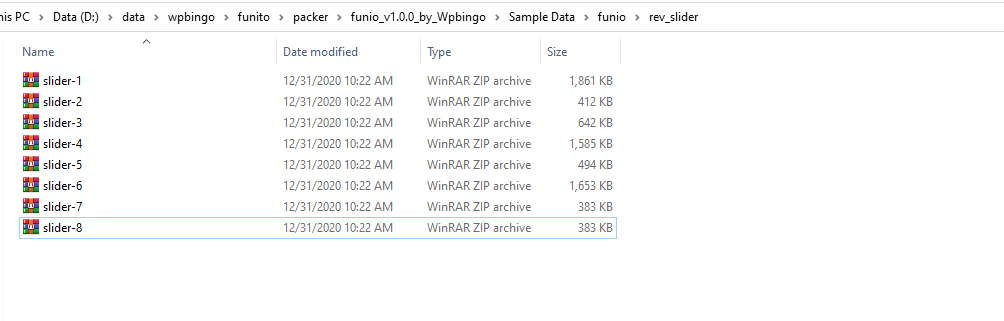 his PC > Data (D:) > data > wpbingo > funito > packer > funio_v1.0.0_by_Wpbingo > Sample Data > funio > rev_slider
Name Date modified Type Size
slider-1 12/31/2020 10:22 AM WinRAR ZIP archive 1,861 KB
slider-2 12/31/2020 10:22 AM WinRAR ZIP archive 412 KB
slider-3 12/31/2020 10:22 AM WinRAR ZIP archive 642 KB
slider-4 12/31/2020 10:22 AM WinRAR ZIP archive 1,585 KB
slider-5 12/31/2020 10:22 AM WinRAR ZIP archive 494 KB
slider-6 12/31/2020 10:22 AM WinRAR ZIP archive 1,653 KB
slider-7 12/31/2020 10:22 AM WinRAR ZIP archive 383 KB
slider-8 12/31/2020 10:22 AM WinRAR ZIP archive 383 KB